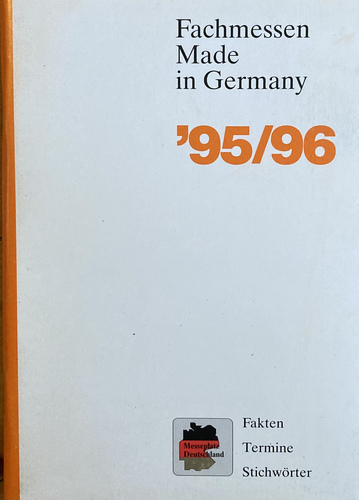 Fachmessen
Made
in Germany
’95/96
Messeplatz
Deutschland
Fakten
Termine
Stichwörter